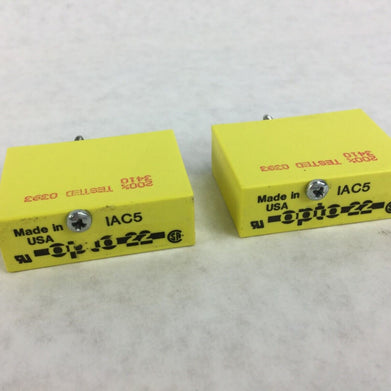 200% TESTED 0393
3410
Made in
USA
IAC5
opto 22
200% TESTED 0393
3410
Made in
USA
IAC5
opto 22